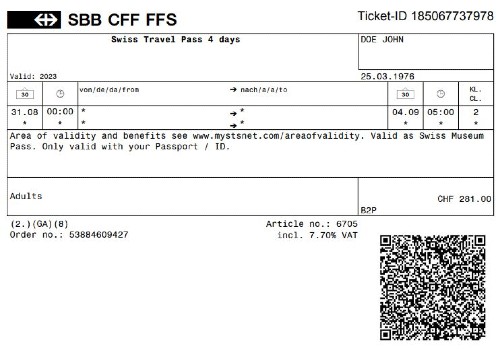 SBB CFF FFS
Ticket-ID 185067737978
Swiss Travel Pass 4 days
DOE JOHN
Valid: 2023
25.03.1976
30 von/de/da/from → nach/a/a/to 30 KL. CL.
31.08 00:00 * →* 04.09 05:00 2
* * * →* * * *
Area of validity and benefits see www.mystsnet.com/areaofvalidity. Valid as Swiss Museum
Pass. Only valid with your Passport / ID.
Adults
CHF 281.00
B2P
(2.)(GA)(8) Article no.: 6705
Order no.: 53884609427 incl. 7.70% VAT